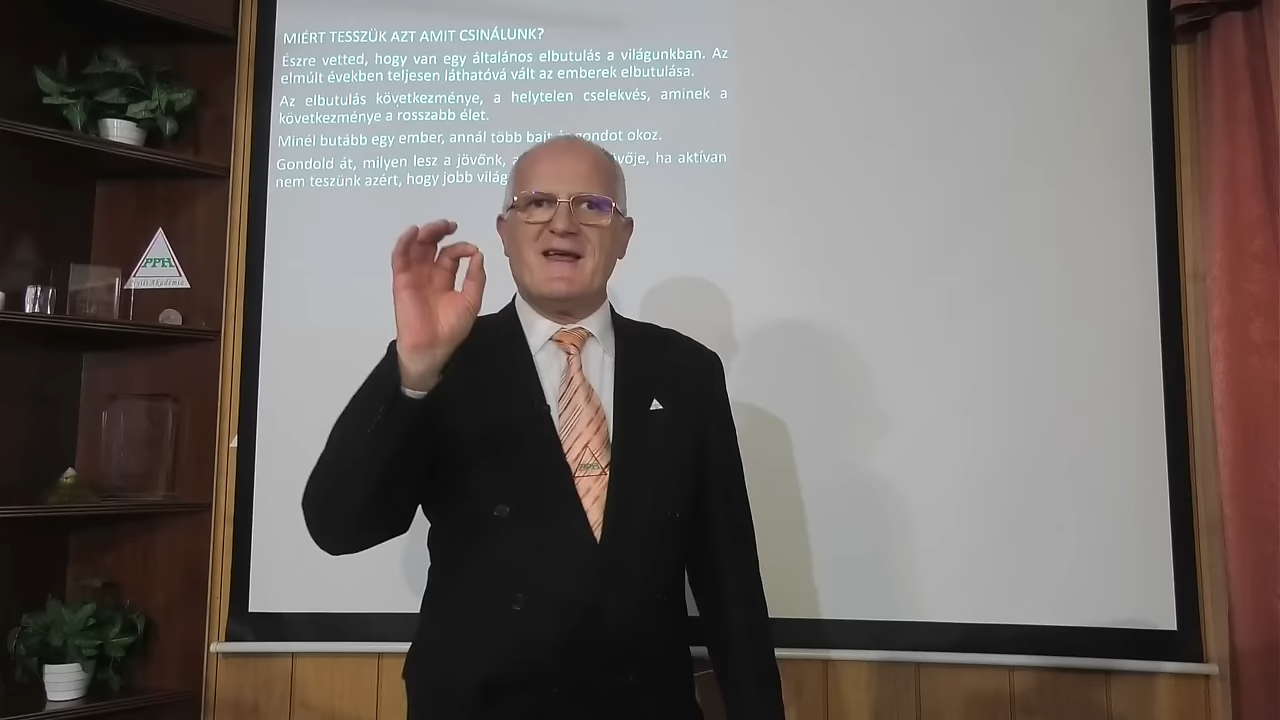 MIÉRT TESSZÜK AZT AMIT CSINÁLUNK?
Észre vetted, hogy van egy általános elbutulás a világunkban. Az
elmúlt években teljesen láthatóvá vált az emberek elbutulása.
Az elbutulás következménye, a helytelen cselekvés, aminek a
következménye a rosszabb élet.
Minél butább egy ember, annál több bajt és gondot okoz.
Gondold át, milyen lesz a jövőnk, ha aktívan
nem teszünk azért, hogy jobb világ
PPH
Akadémia
PPH